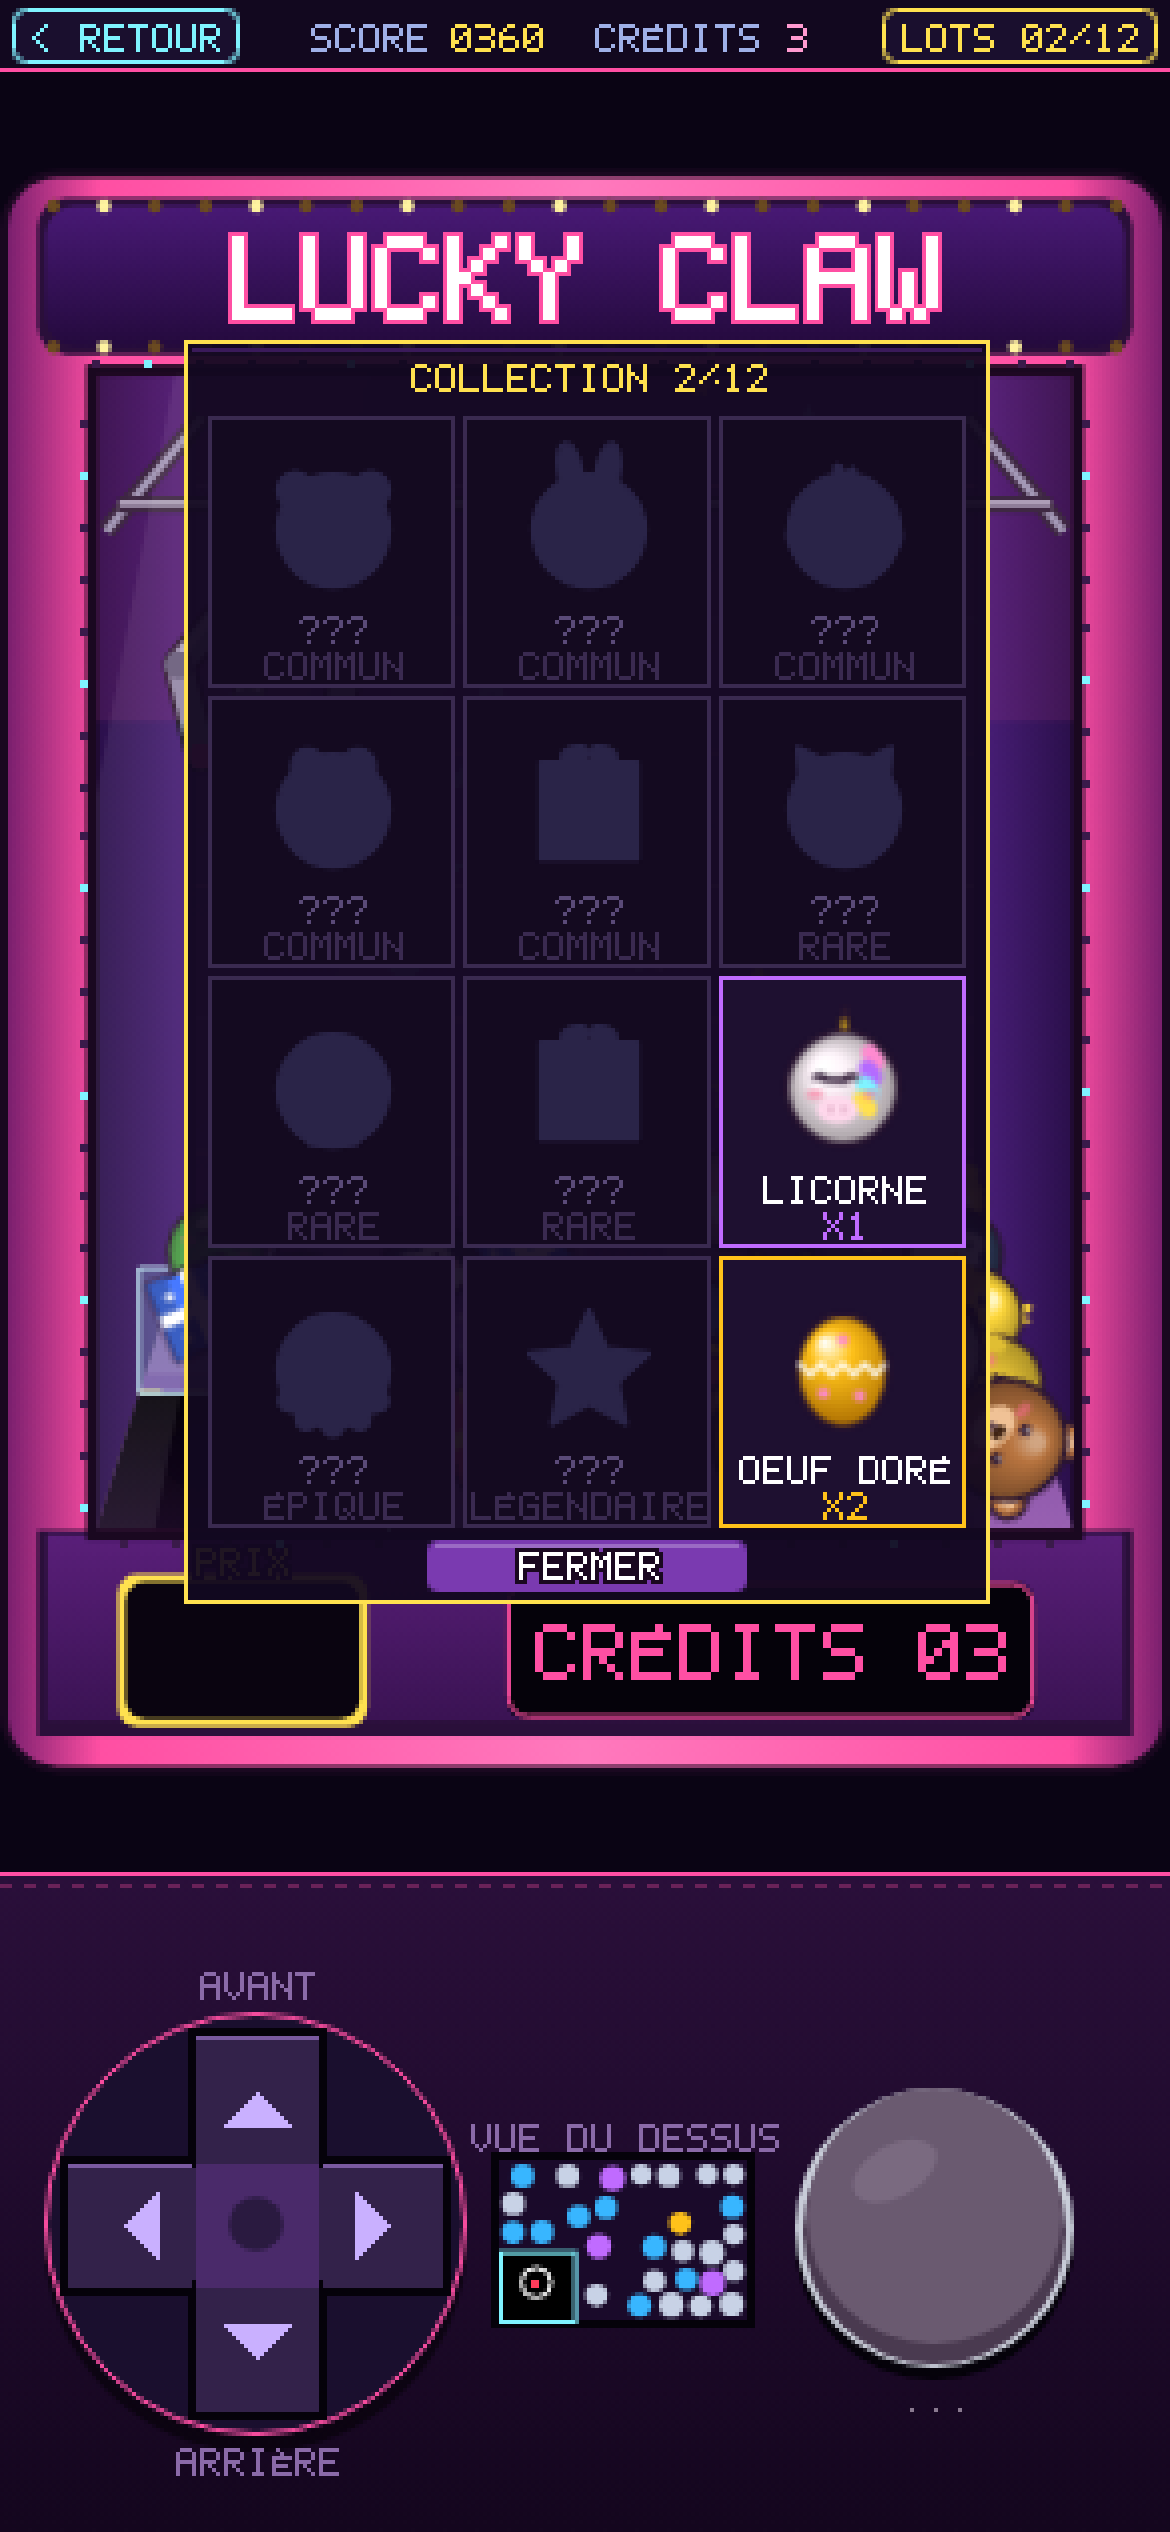 < RETOUR SCORE 0360 CRÉDITS 3 LOTS 02/12
LUCKY CLAW
COLLECTION 2/12
??? ??? ???
COMMUN COMMUN COMMUN
??? ??? ???
COMMUN COMMUN RARE
??? ??? LICORNE
RARE RARE X1
??? ??? OEUF DORÉ
ÉPIQUE LÉGENDAIRE X2
PRIX FERMER
CRÉDITS 03
AVANT
VUE DU DESSUS
...
ARRIÈRE